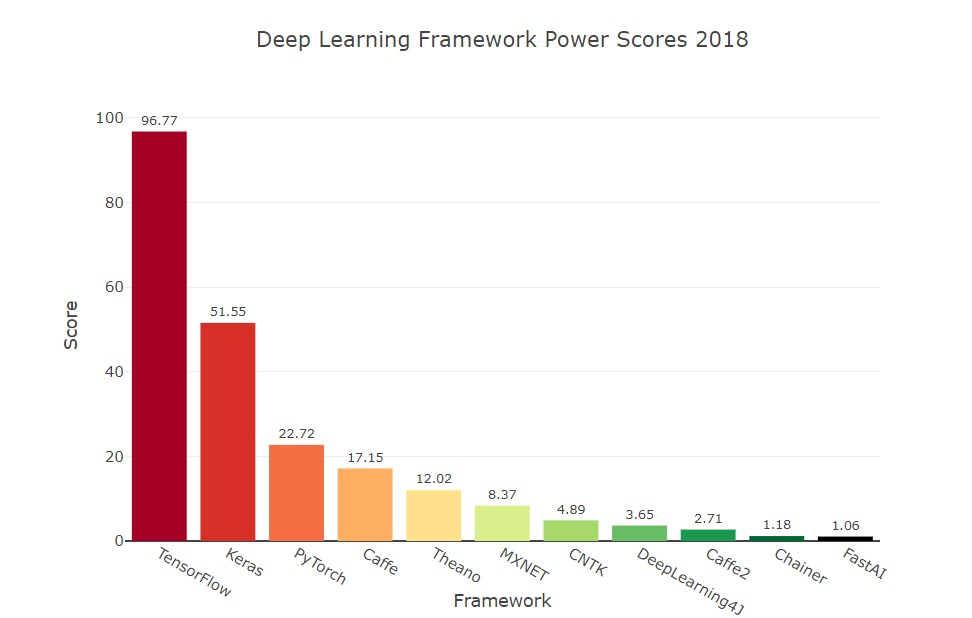 Deep Learning Framework Power Scores 2018
Score
100
80
60
40
20
0
96.77
51.55
22.72
17.15
12.02
8.37
4.89
3.65
2.71
1.18
1.06
TensorFlow
Keras
PyTorch
Caffe
Theano
MXNET
CNTK
DeepLearning4J
Caffe2
Chainer
FastAI
Framework